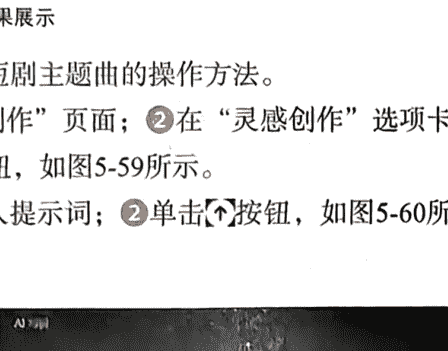 果展示
短剧主题曲的操作方法。
创作”页面；❷在“灵感创作”选项卡
钮，如图5-59所示。
入提示词；❷单击按钮，如图5-60所